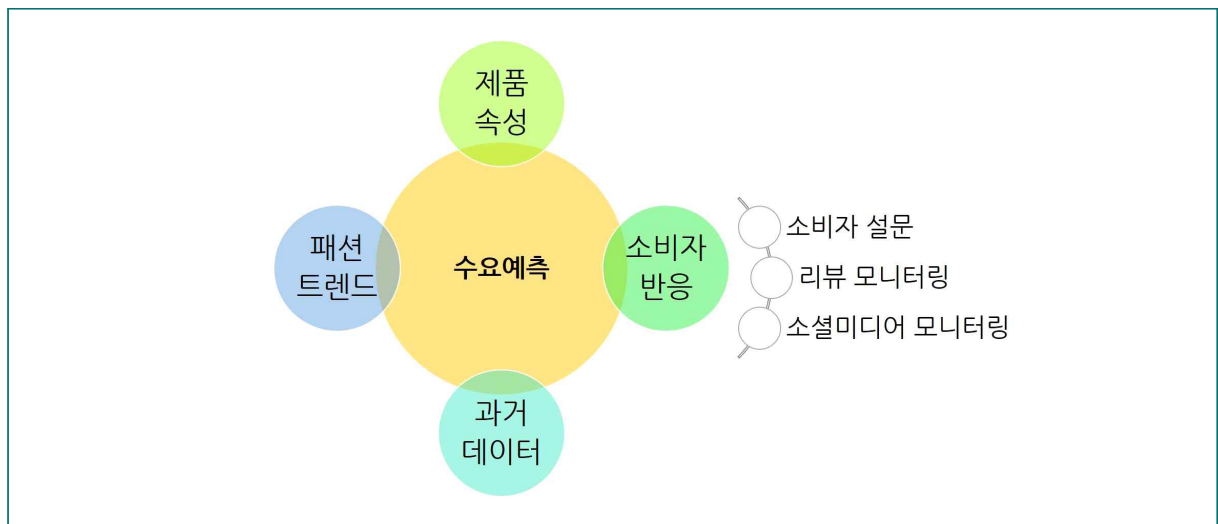 제품
속성
패션
트렌드
수요예측
소비자
반응
소비자 설문
리뷰 모니터링
소셜미디어 모니터링
과거
데이터